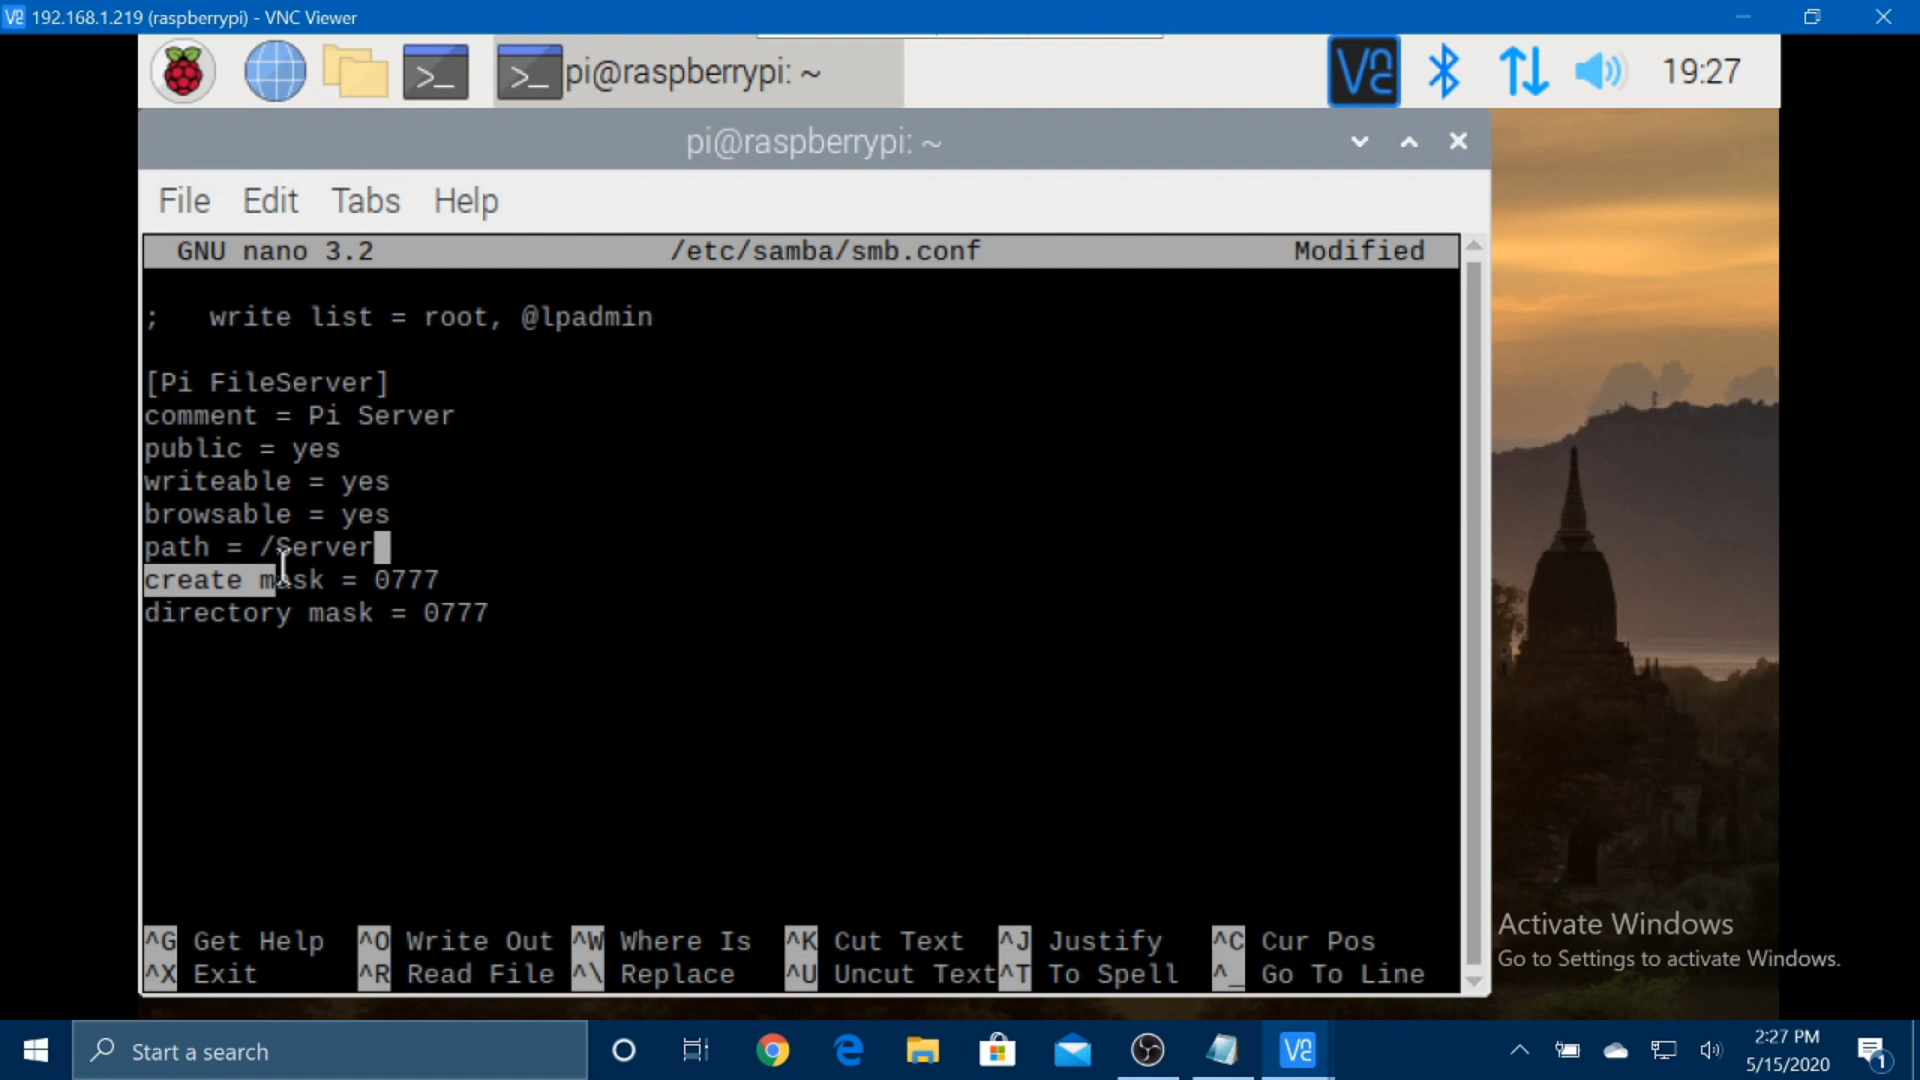 192.168.1.219 (raspberrypi) - VNC Viewer
pi@raspberrypi: ~
19:27
pi@raspberrypi: ~
File Edit Tabs Help
GNU nano 3.2 /etc/samba/smb.conf Modified
; write list = root, @lpadmin
[Pi FileServer]
comment = Pi Server
public = yes
writeable = yes
browsable = yes
path = /Server
create mask = 0777
directory mask = 0777
^G Get Help ^O Write Out ^W Where Is ^K Cut Text ^J Justify ^C Cur Pos
^X Exit ^R Read File ^\ Replace ^U Uncut Text^T To Spell ^_ Go To Line
Activate Windows
Go to Settings to activate Windows.
Start a search
2:27 PM
5/15/2020
1